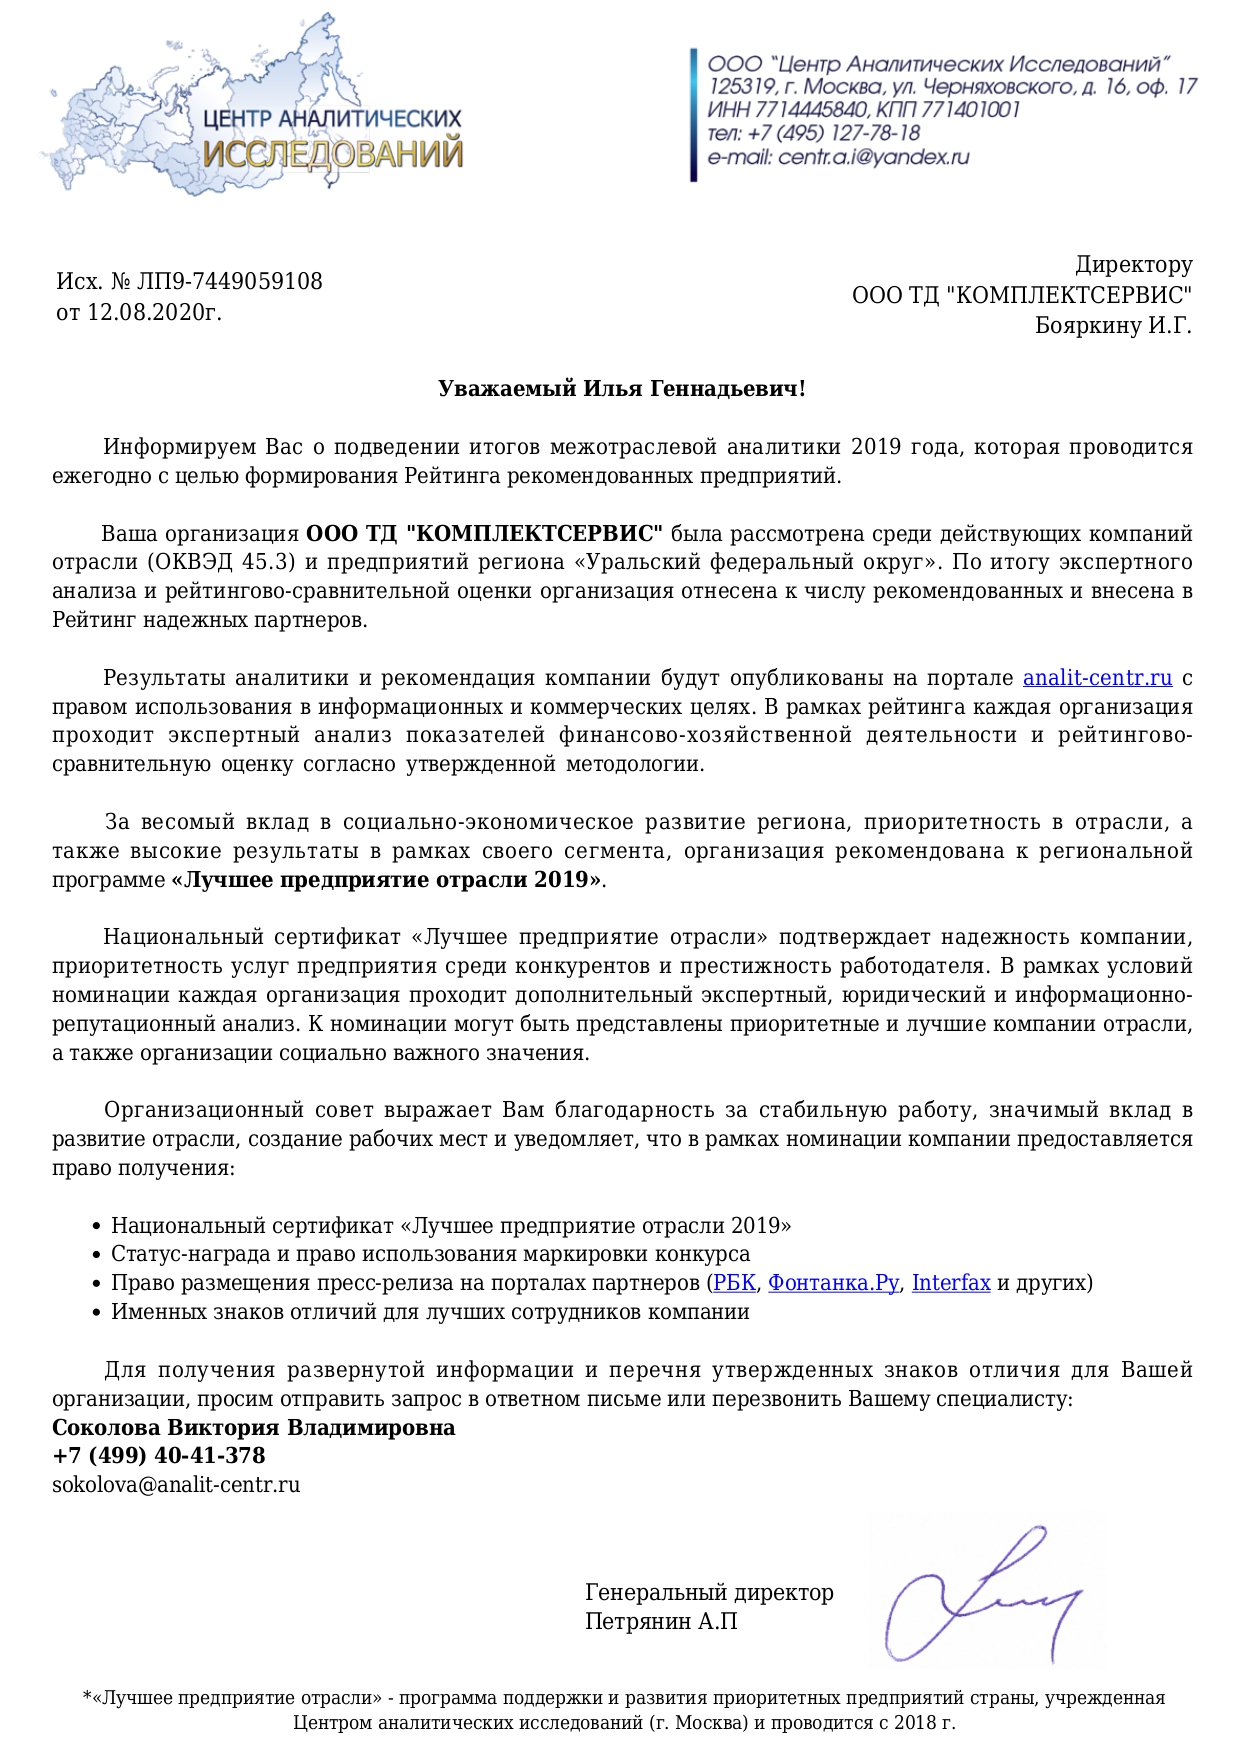 ЦЕНТР АНАЛИТИЧЕСКИХ
ИССЛЕДОВАНИЙ
ООО “Центр Аналитических Исследований”
125319, г. Москва, ул. Черняховского, д. 16, оф. 17
ИНН 7714445840, КПП 771401001
тел: +7 (495) 127-78-18
e-mail: centr.a.i@yandex.ru
Исх. № ЛП9-7449059108
от 12.08.2020г.
Директору
ООО ТД "КОМПЛЕКТСЕРВИС"
Бояркину И.Г.
Уважаемый Илья Геннадьевич!
Информируем Вас о подведении итогов межотраслевой аналитики 2019 года, которая проводится
ежегодно с целью формирования Рейтинга рекомендованных предприятий.
Ваша организация ООО ТД "КОМПЛЕКТСЕРВИС" была рассмотрена среди действующих компаний
отрасли (ОКВЭД 45.3) и предприятий региона «Уральский федеральный округ». По итогу экспертного
анализа и рейтингово-сравнительной оценки организация отнесена к числу рекомендованных и внесена в
Рейтинг надежных партнеров.
Результаты аналитики и рекомендация компании будут опубликованы на портале analit-centr.ru с
правом использования в информационных и коммерческих целях. В рамках рейтинга каждая организация
проходит экспертный анализ показателей финансово-хозяйственной деятельности и рейтингово-
сравнительную оценку согласно утвержденной методологии.
За весомый вклад в социально-экономическое развитие региона, приоритетность в отрасли, а
также высокие результаты в рамках своего сегмента, организация рекомендована к региональной
программе «Лучшее предприятие отрасли 2019».
Национальный сертификат «Лучшее предприятие отрасли» подтверждает надежность компании,
приоритетность услуг предприятия среди конкурентов и престижность работодателя. В рамках условий
номинации каждая организация проходит дополнительный экспертный, юридический и информационно-
репутационный анализ. К номинации могут быть представлены приоритетные и лучшие компании отрасли,
а также организации социально важного значения.
Организационный совет выражает Вам благодарность за стабильную работу, значимый вклад в
развитие отрасли, создание рабочих мест и уведомляет, что в рамках номинации компании предоставляется
право получения:
• Национальный сертификат «Лучшее предприятие отрасли 2019»
• Статус-награда и право использования маркировки конкурса
• Право размещения пресс-релиза на порталах партнеров (РБК, Фонтанка.Ру, Interfax и других)
• Именных знаков отличий для лучших сотрудников компании
Для получения развернутой информации и перечня утвержденных знаков отличия для Вашей
организации, просим отправить запрос в ответном письме или перезвонить Вашему специалисту:
Соколова Виктория Владимировна
+7 (499) 40-41-378
sokolova@analit-centr.ru
Генеральный директор
Петрянин А.П
*«Лучшее предприятие отрасли» - программа поддержки и развития приоритетных предприятий страны, учрежденная
Центром аналитических исследований (г. Москва) и проводится с 2018 г.